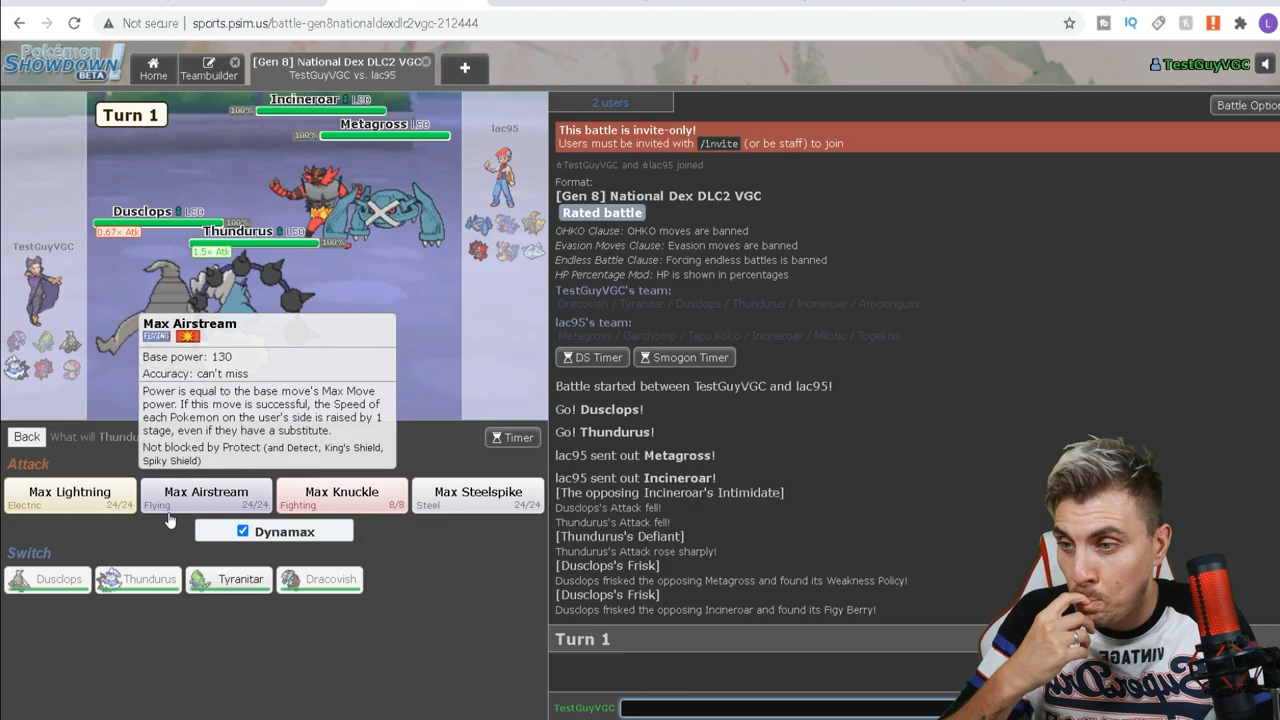 Not secure | sports.psim.us/battle-gen8nationaldexdlc2vgc-212444
IQ
L
Pokémon
SHOWDOWN!
BETA
Home
Teambuilder
[Gen 8] National Dex DLC2 VGC
TestGuyVGC vs. lac95
TestGuyVGC
Turn 1
Incineroar L50
100%
Metagross L50
100%
lac95
Dusclops L50
100%
0.67x Atk
Thundurus L50
100%
1.5x Atk
TestGuyVGC
Max Airstream
FLYING
Base power: 130
Accuracy: can't miss
Power is equal to the base move's Max Move
power. If this move is successful, the Speed of
each Pokemon on the user's side is raised by 1
stage, even if they have a substitute.
Not blocked by Protect (and Detect, King's Shield,
Spiky Shield)
Back
What will Thundu
Timer
Attack
Max Lightning
Electric 24/24
Max Airstream
Flying 24/24
Max Knuckle
Fighting 8/8
Max Steelspike
Steel 24/24
Dynamax
Switch
Dusclops
Thundurus
Tyranitar
Dracovish
2 users
Battle Optio
This battle is invite-only!
Users must be invited with /invite (or be staff) to join
☆TestGuyVGC and ☆lac95 joined
Format:
[Gen 8] National Dex DLC2 VGC
Rated battle
OHKO Clause: OHKO moves are banned
Evasion Moves Clause: Evasion moves are banned
Endless Battle Clause: Forcing endless battles is banned
HP Percentage Mod: HP is shown in percentages
TestGuyVGC's team:
Dracovish / Tyranitar / Dusclops / Thundurus / Incineroar / Amoonguss
lac95's team:
Metagross / Garchomp / Tapu Koko / Incineroar / Milotic / Togekiss
DS Timer
Smogon Timer
Battle started between TestGuyVGC and lac95!
Go! Dusclops!
Go! Thundurus!
lac95 sent out Metagross!
lac95 sent out Incineroar!
[The opposing Incineroar's Intimidate]
Dusclops's Attack fell!
Thundurus's Attack fell!
[Thundurus's Defiant]
Thundurus's Attack rose sharply!
[Dusclops's Frisk]
Dusclops frisked the opposing Metagross and found its Weakness Policy!
[Dusclops's Frisk]
Dusclops frisked the opposing Incineroar and found its Figy Berry!
Turn 1
TestGuyVGC
VINTAGE